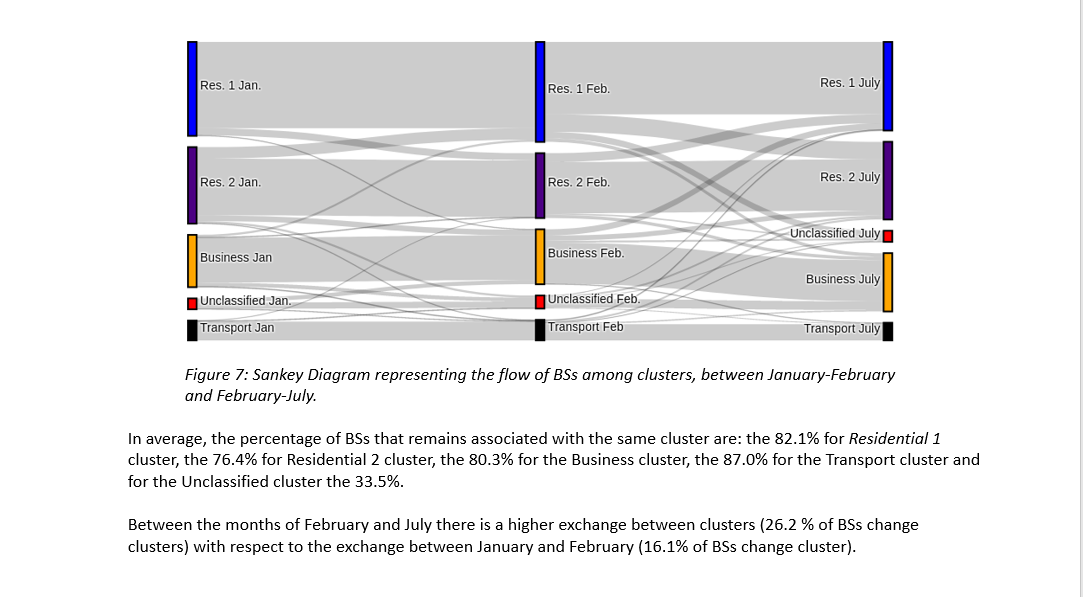 Res. 1 Jan.
Res. 1 Feb.
Res. 1 July
Res. 2 Jan.
Res. 2 Feb.
Res. 2 July
Unclassified July
Business Jan
Business Feb.
Business July
Unclassified Jan.
Unclassified Feb.
Transport Jan
Transport Feb
Transport July
Figure 7: Sankey Diagram representing the flow of BSs among clusters, between January-February
and February-July.
In average, the percentage of BSs that remains associated with the same cluster are: the 82.1% for Residential 1
cluster, the 76.4% for Residential 2 cluster, the 80.3% for the Business cluster, the 87.0% for the Transport cluster and
for the Unclassified cluster the 33.5%.
Between the months of February and July there is a higher exchange between clusters (26.2 % of BSs change
clusters) with respect to the exchange between January and February (16.1% of BSs change cluster).